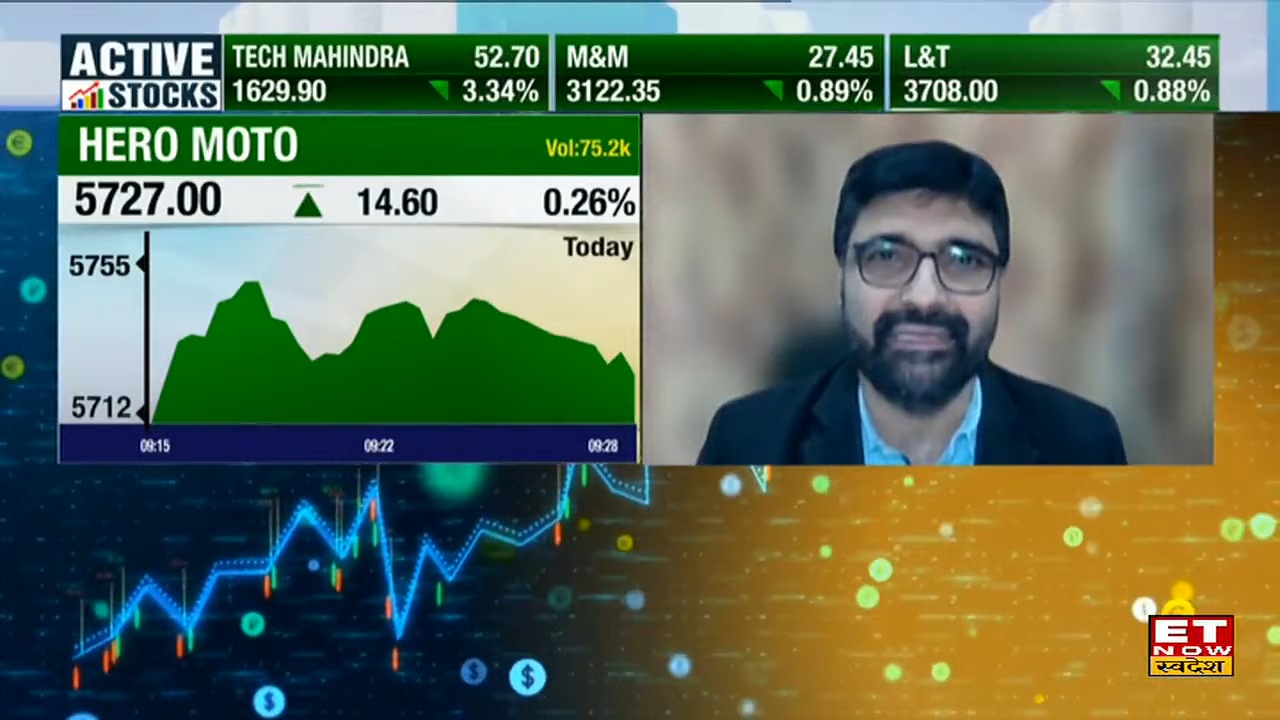 ACTIVE
STOCKS
TECH MAHINDRA 52.70
1629.90 3.34%
M&M 27.45
3122.35 0.89%
L&T 32.45
3708.00 0.88%
HERO MOTO Vol:75.2k
5727.00 14.60 0.26%
Today
5755
5712
09:15 09:22 09:28
ET
NOW
स्वदेश